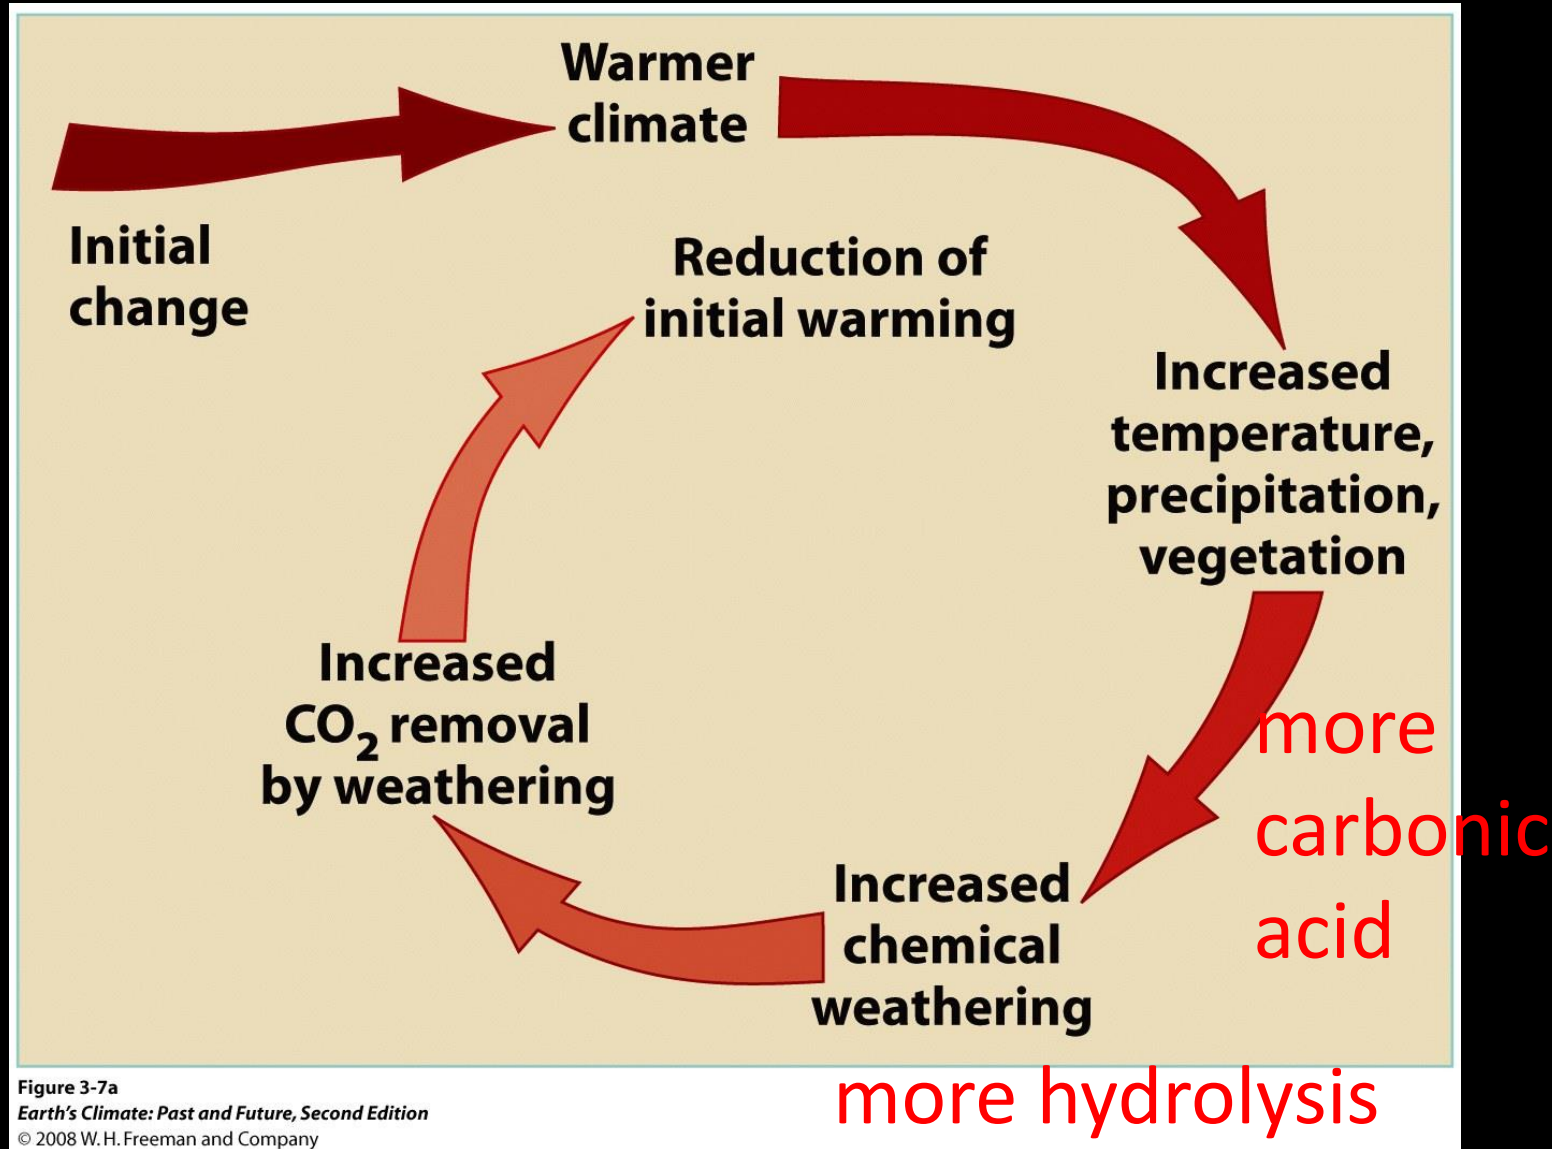 Warmer
climate
Initial
change
Reduction of
initial warming
Increased
temperature,
precipitation,
vegetation
more
carbonic
acid
Increased
CO₂ removal
by weathering
Increased
chemical
weathering
more hydrolysis
Figure 3-7a
Earth's Climate: Past and Future, Second Edition
© 2008 W. H. Freeman and Company